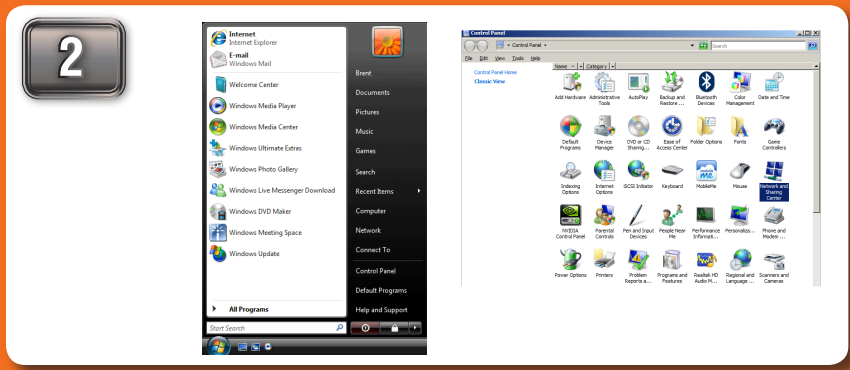 2
Internet
Internet Explorer
E-mail
Windows Mail
Welcome Center
Windows Media Player
Windows Media Center
Windows Ultimate Extras
Windows Photo Gallery
Windows Live Messenger Download
Windows DVD Maker
Windows Meeting Space
Windows Update
All Programs
Start Search
Brent
Documents
Pictures
Music
Games
Search
Recent Items
Computer
Network
Connect To
Control Panel
Default Programs
Help and Support
Control Panel
Control Panel
Search
File Edit View Tools Help
Control Panel Home
Classic View
Name Category
Add Hardware Administrative Tools AutoPlay Backup and Restore ... Bluetooth Devices Color Management Date and Time
Default Programs Device Manager DVD or CD Sharing... Ease of Access Center Folder Options Fonts Game Controllers
Indexing Options Internet Options iSCSI Initiator Keyboard MobileMe Mouse Network and Sharing Center
NVIDIA Control Panel Parental Controls Pen and Input Devices People Near Me Performance Informati... Personaliza... Phone and Modem ...
Power Options Printers Problem Reports a... Programs and Features Realtek HD Audio M... Regional and Language ... Scanners and Cameras